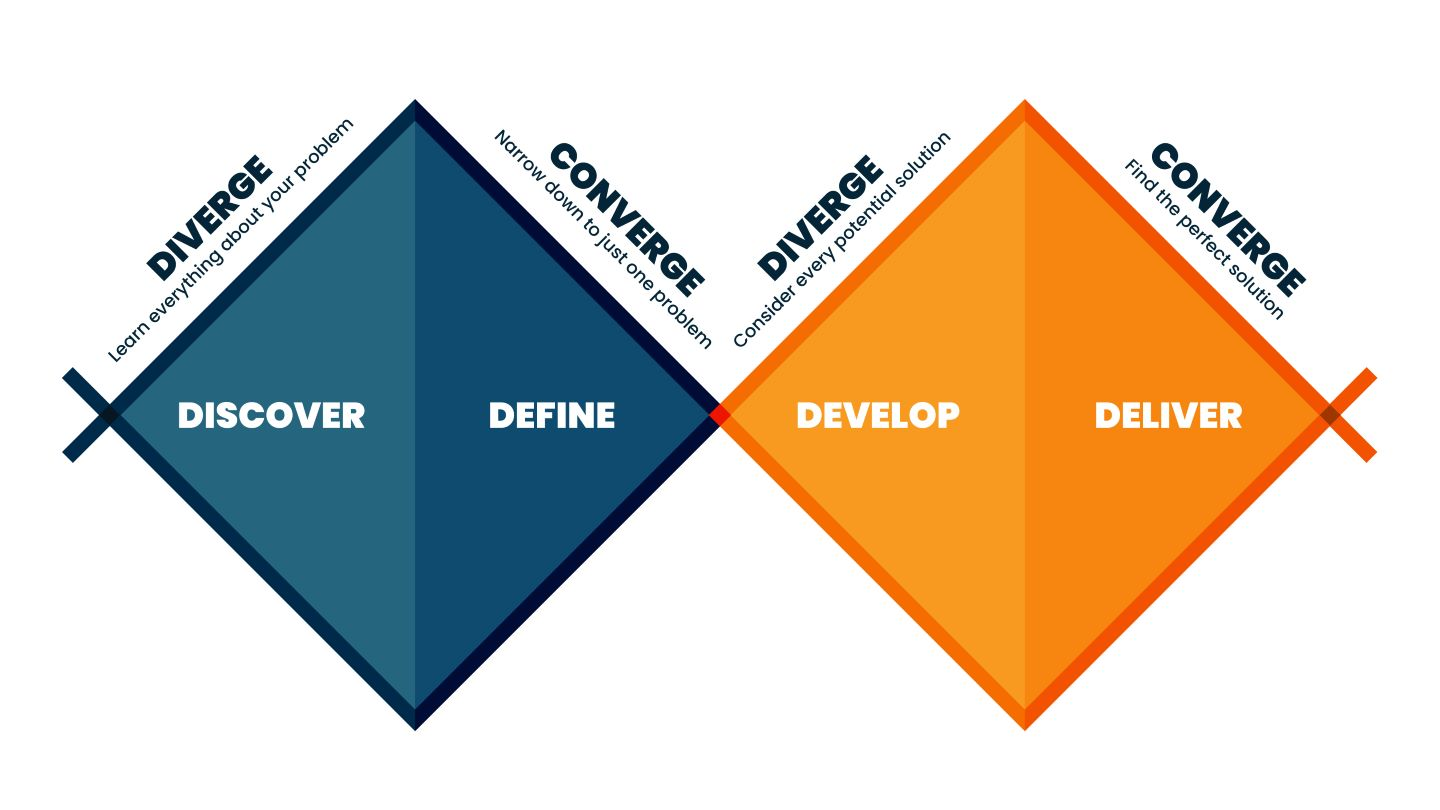 DIVERGE
Learn everything about your problem
CONVERGE
Narrow down to just one problem
DIVERGE
Consider every potential solution
CONVERGE
Find the perfect solution
DISCOVER
DEFINE
DEVELOP
DELIVER